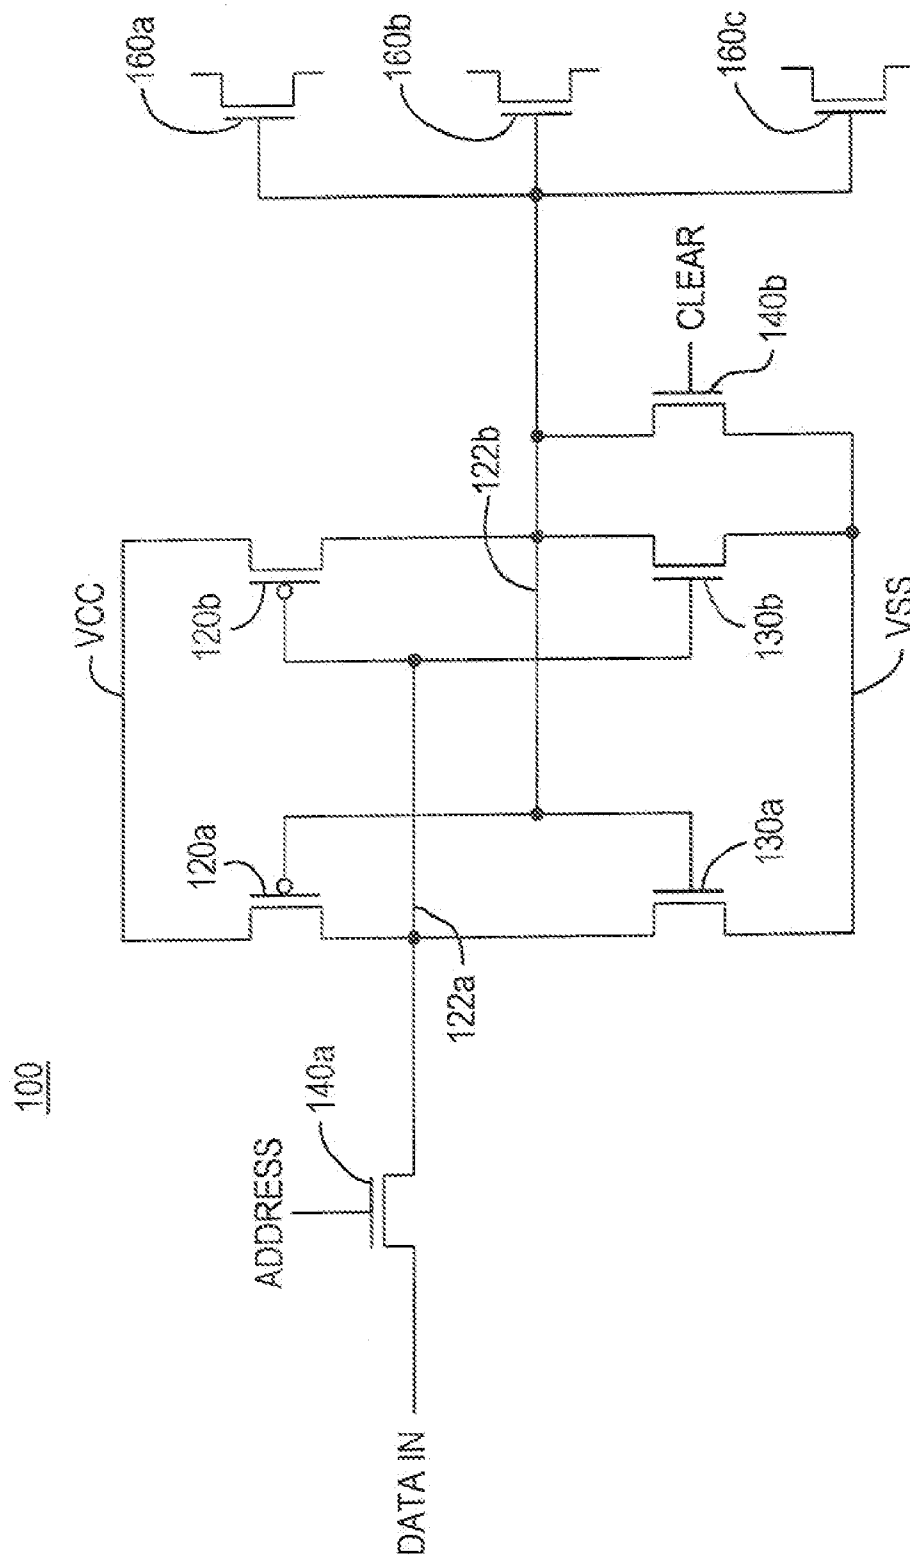 100
DATA IN
ADDRESS
140a
122a
120a
130a
VCC
120b
122b
130b
VSS
CLEAR
140b
160a
160b
160c